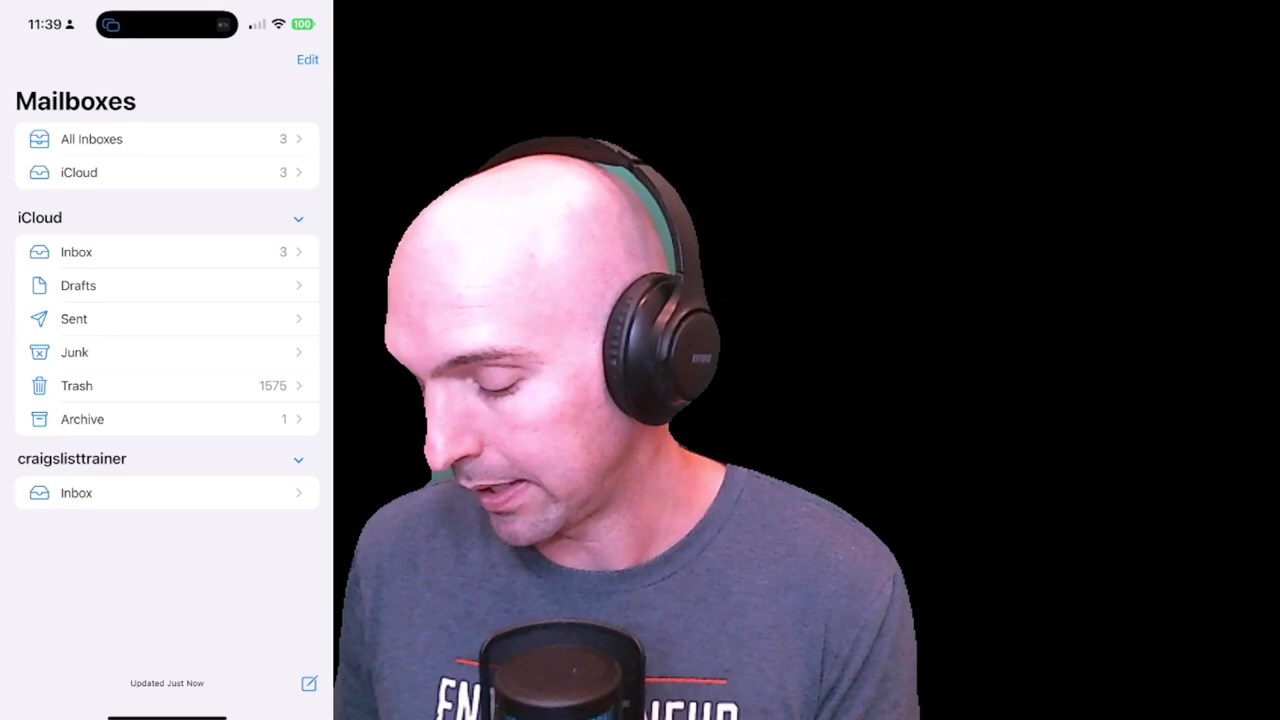 11:39
100
Edit
Mailboxes
All Inboxes 3
iCloud 3
iCloud
Inbox 3
Drafts
Sent
Junk
Trash 1575
Archive 1
craigslisttrainer
Inbox
Updated Just Now